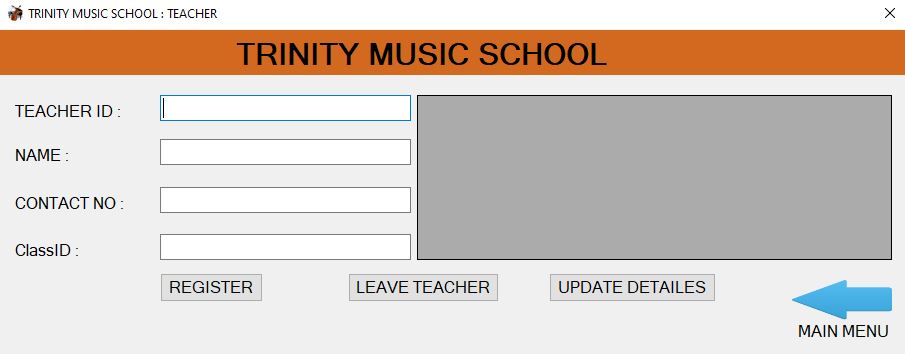 TRINITY MUSIC SCHOOL : TEACHER
TRINITY MUSIC SCHOOL
TEACHER ID :
NAME :
CONTACT NO :
ClassID :
REGISTER
LEAVE TEACHER
UPDATE DETAILES
MAIN MENU